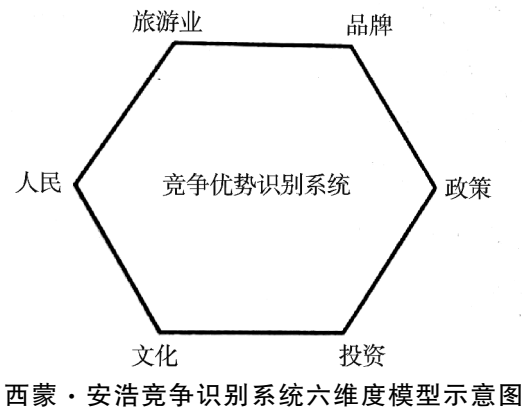 旅游业
品牌
人民
竞争优势识别系统
政策
文化
投资
西蒙·安浩竞争识别系统六维度模型示意图